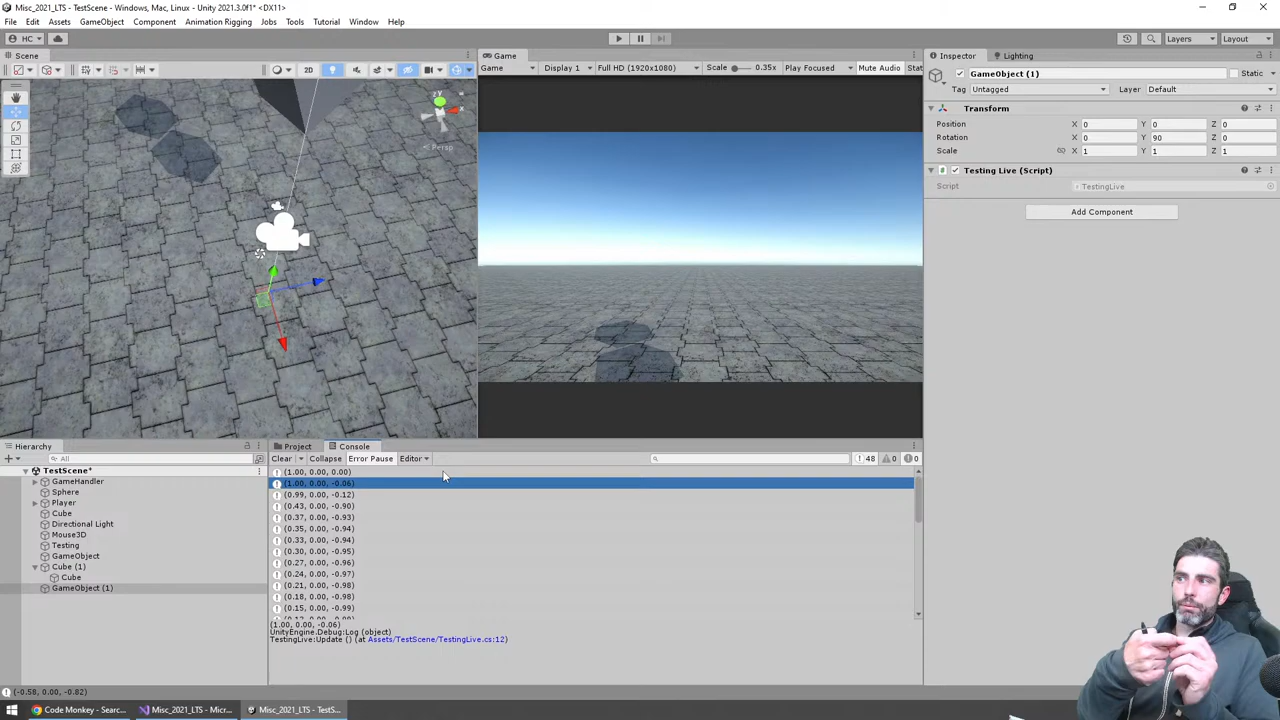 Misc_2021_LTS - TestScene - Windows, Mac, Linux - Unity 2021.3.0f1* <DX11>
File Edit Assets GameObject Component Animation Rigging Jobs Tools Tutorial Window Help
HC Layers Layout
Scene Game Inspector Lighting
2D Game Display 1 Full HD (1920x1080) Scale 0.35x Play Focused Mute Audio Stat
GameObject (1) Static
Tag Untagged Layer Default
Transform
Position X 0 Y 0 Z 0
Rotation X 0 Y 90 Z 0
Scale X 1 Y 1 Z 1
Testing Live (Script)
Script TestingLive
Add Component
y
z
x
Persp
Hierarchy
All
TestScene*
GameHandler
Sphere
Player
Cube
Directional Light
Mouse3D
Testing
GameObject
Cube (1)
Cube
GameObject (1)
Project Console
Clear Collapse Error Pause Editor 48 0 0
(1.00, 0.00, 0.00)
(1.00, 0.00, -0.06)
(0.99, 0.00, -0.12)
(0.43, 0.00, -0.90)
(0.37, 0.00, -0.93)
(0.35, 0.00, -0.94)
(0.33, 0.00, -0.94)
(0.30, 0.00, -0.95)
(0.27, 0.00, -0.96)
(0.24, 0.00, -0.97)
(0.21, 0.00, -0.98)
(0.18, 0.00, -0.98)
(0.15, 0.00, -0.99)
(1.00, 0.00, -0.06)
UnityEngine.Debug:Log (object)
TestingLive:Update () (at Assets/TestScene/TestingLive.cs:12)
(-0.58, 0.00, -0.82)
Code Monkey - Searc... Misc_2021_LTS - Micr... Misc_2021_LTS - TestS...